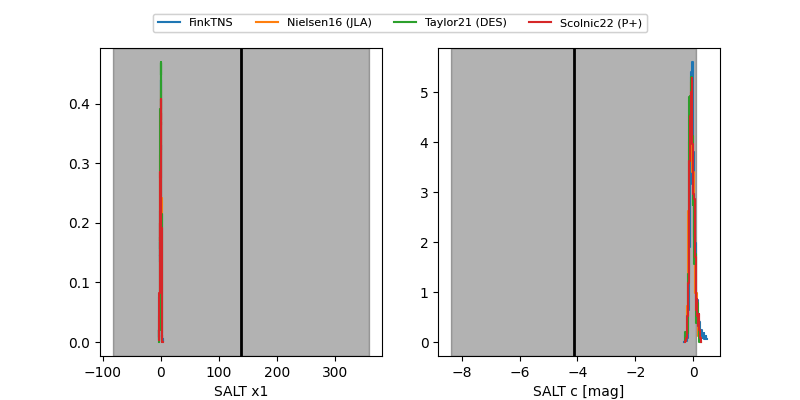 FinkTNS Nielsen16 (JLA) Taylor21 (DES) Scolnic22 (P+)
0.4
0.3
0.2
0.1
0.0
−100 0 100 200 300
SALT x1
5
4
3
2
1
0
−8 −6 −4 −2 0
SALT c [mag]